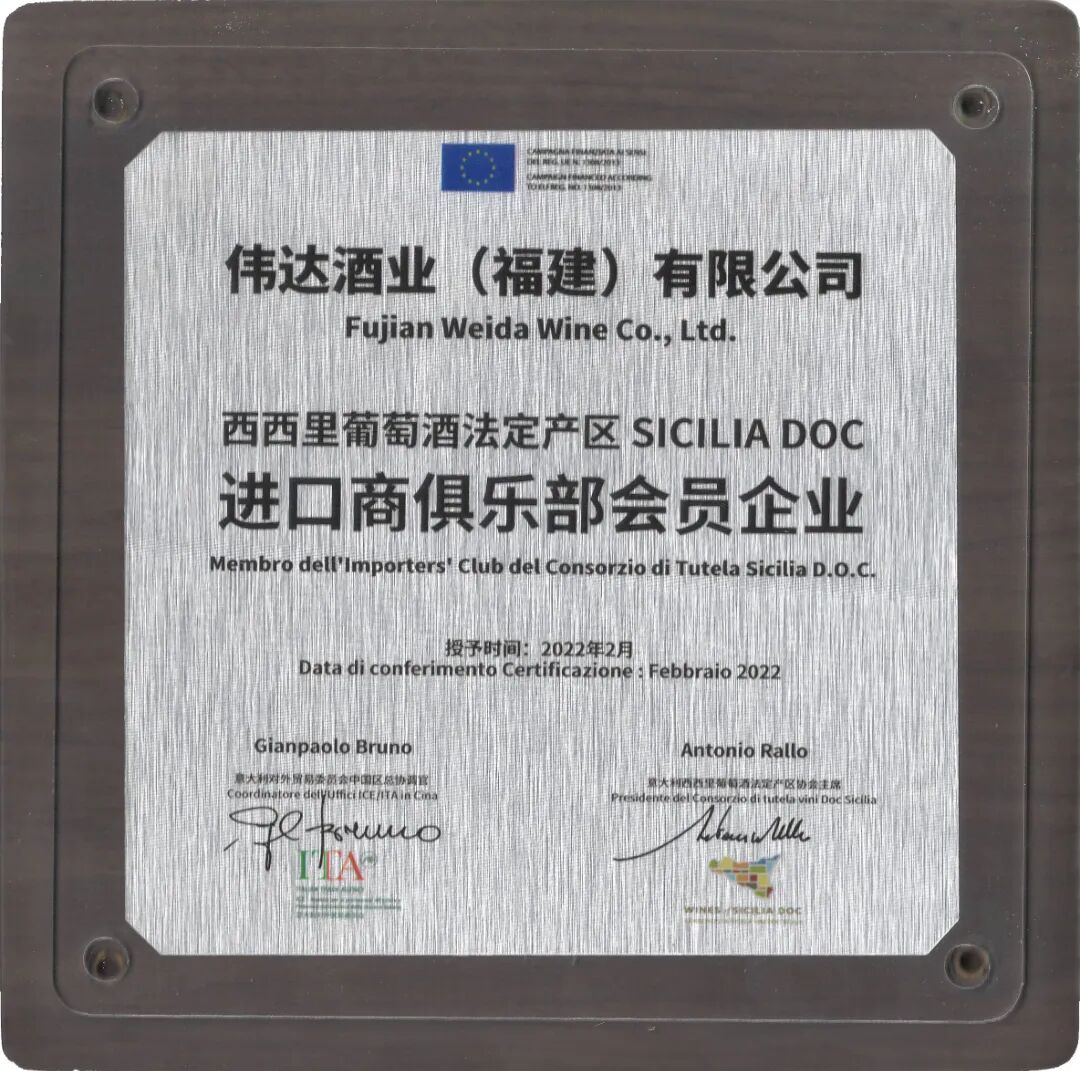 CAMPAGNA FINANZIATA AI SENSI
DEL REG. UE N. 1308/2013
CAMPAIGN FINANCED ACCORDING
TO EU REG. NO. 1308/2013
伟达酒业（福建）有限公司
Fujian Weida Wine Co., Ltd.
西西里葡萄酒法定产区 SICILIA DOC
进口商俱乐部会员企业
Membro dell'Importers' Club del Consorzio di Tutela Sicilia D.O.C.
授予时间：2022年2月
Data di conferimento Certificazione : Febbraio 2022
Gianpaolo Bruno
意大利对外贸易委员会中国区总协调官
Coordinatore dell'Uffici ICE/ITA in Cina
ITA
ITALIAN TRADE AGENCY
Antonio Rallo
意大利西西里葡萄酒法定产区协会主席
Presidente del Consorzio di tutela vini Doc Sicilia
WINES of SICILIA DOC